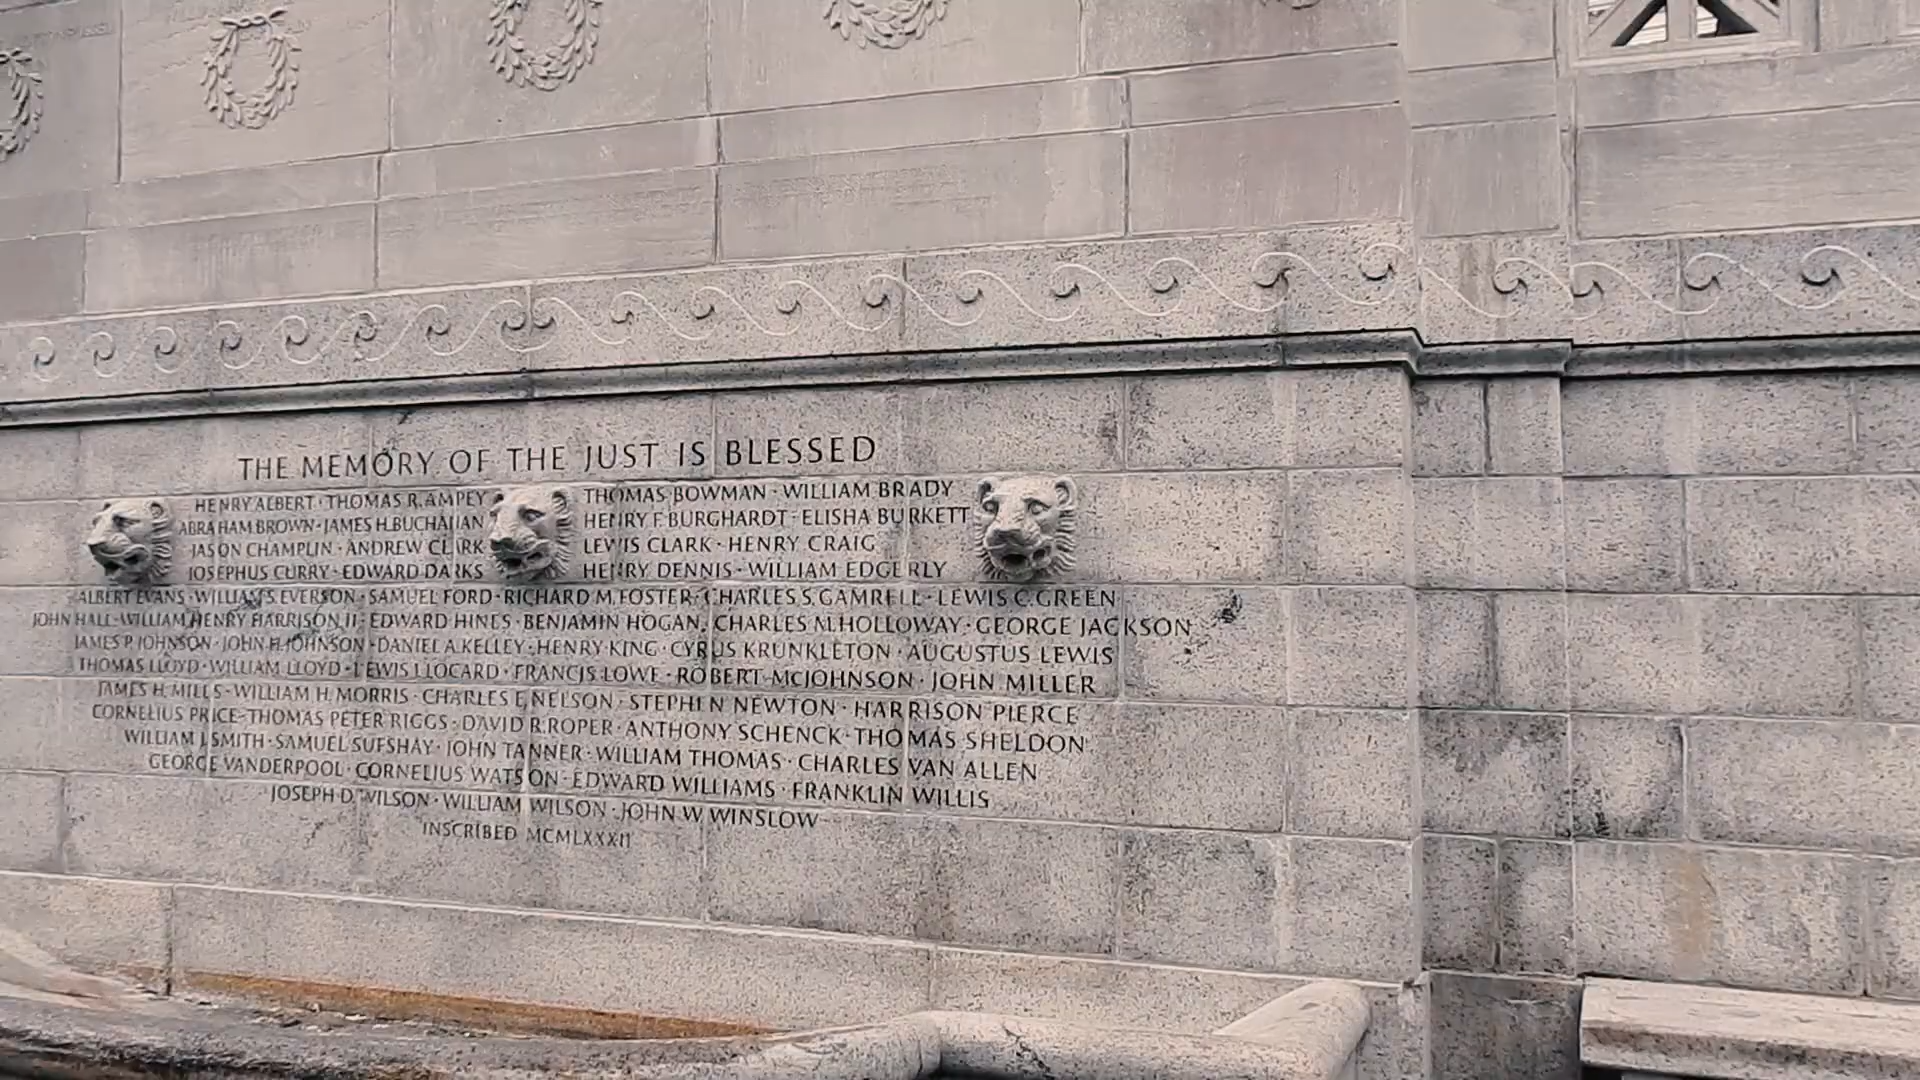 THE MEMORY OF THE JUST IS BLESSED
HENRY ALBERT · THOMAS R. AMPEY THOMAS BOWMAN · WILLIAM BRADY
ABRAHAM BROWN · JAMES H. BUCHANAN HENRY F. BURGHARDT · ELISHA BURKETT
JASON CHAMPLIN · ANDREW CLARK LEWIS CLARK · HENRY CRAIG
JOSEPHUS CURRY · EDWARD DARKS HENRY DENNIS · WILLIAM EDGERLY
ALBERT EVANS · WILLIAM S. EVERSON · SAMUEL FORD · RICHARD M. FOSTER · CHARLES S. GAMRELL · LEWIS C. GREEN
JOHN HALL · WILLIAM HENRY HARRISON II · EDWARD HINES · BENJAMIN HOGAN · CHARLES M. HOLLOWAY · GEORGE JACKSON
JAMES P. JOHNSON · JOHN H. JOHNSON · DANIEL A. KELLEY · HENRY KING · CYRUS KRUNKLETON · AUGUSTUS LEWIS
THOMAS LLOYD · WILLIAM LLOYD · LEWIS J. LOCARD · FRANCIS LOWE · ROBERT McJOHNSON · JOHN MILLER
JAMES H. MILLS · WILLIAM H. MORRIS · CHARLES E. NELSON · STEPHEN NEWTON · HARRISON PIERCE
CORNELIUS PRICE · THOMAS PETER RIGGS · DAVID R. ROPER · ANTHONY SCHENCK · THOMAS SHELDON
WILLIAM J. SMITH · SAMUEL SUFSHAY · JOHN TANNER · WILLIAM THOMAS · CHARLES VAN ALLEN
GEORGE VANDERPOOL · CORNELIUS WATSON · EDWARD WILLIAMS · FRANKLIN WILLIS
JOSEPH D. WILSON · WILLIAM WILSON · JOHN W. WINSLOW
INSCRIBED MCMLXXXII